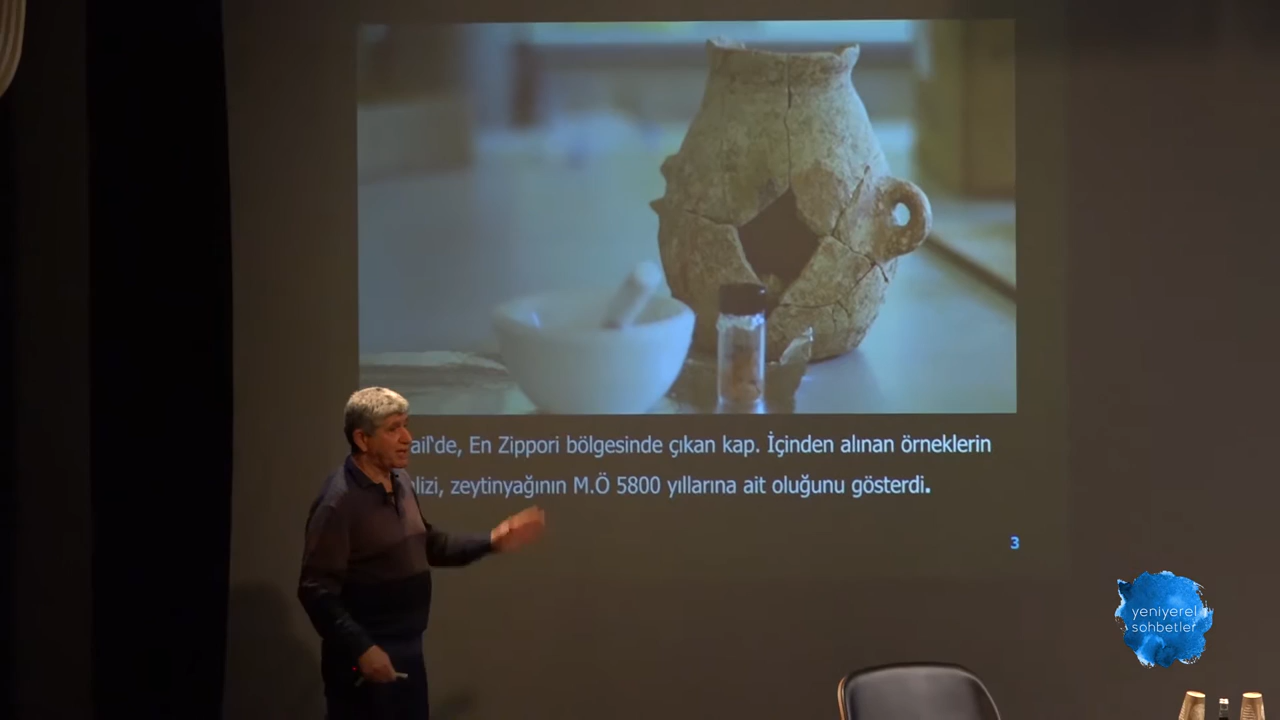 ail'de, En Zippori bölgesinde çıkan kap. İçinden alınan örneklerin
lizi, zeytinyağının M.Ö 5800 yıllarına ait oluğunu gösterdi.
3
yeniyerel
sohbetler